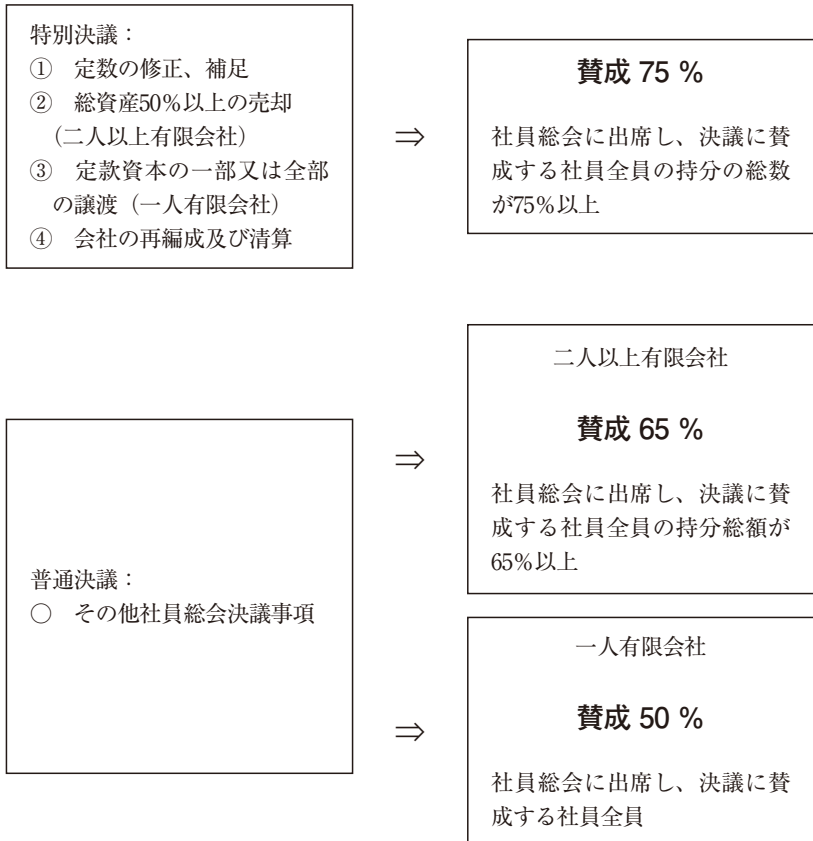 特別決議：
① 定数の修正、補足
② 総資産50％以上の売却
（二人以上有限会社）
③ 定款資本の一部又は全部
の譲渡（一人有限会社）
④ 会社の再編成及び清算
⇒
賛成 75 %
社員総会に出席し、決議に賛
成する社員全員の持分の総数
が75％以上
普通決議：
○ その他社員総会決議事項
⇒
二人以上有限会社
賛成 65 %
社員総会に出席し、決議に賛
成する社員全員の持分総額が
65％以上
⇒
一人有限会社
賛成 50 %
社員総会に出席し、決議に賛
成する社員全員